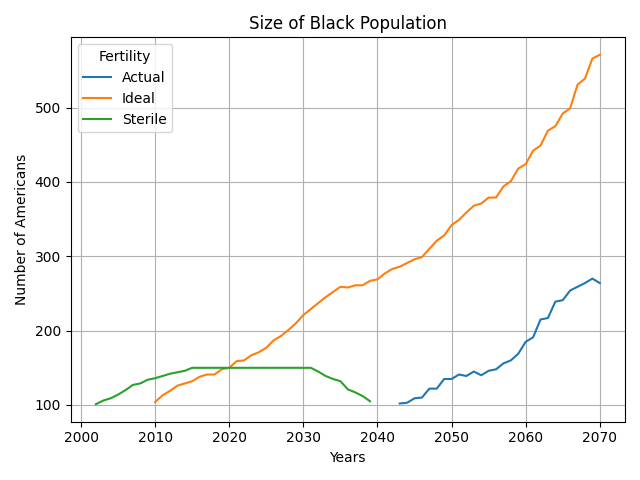 Size of Black Population
Fertility
Actual
Ideal
Sterile
Number of Americans
500
400
300
200
100
2000 2010 2020 2030 2040 2050 2060 2070
Years